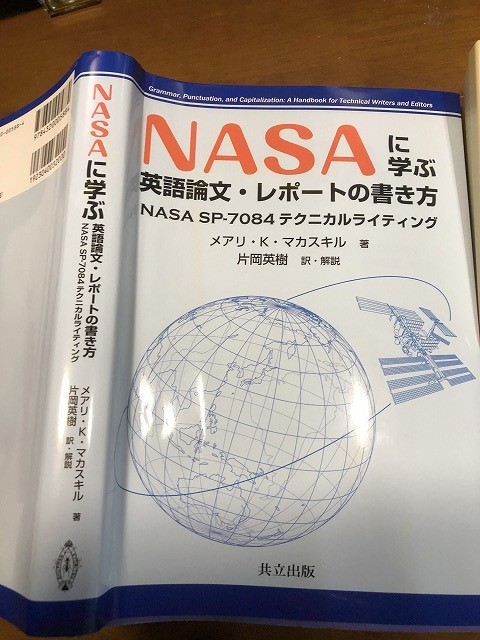 Grammar, Punctuation, and Capitalization: A Handbook for Technical Writers and Editors
NASAに学ぶ
英語論文・レポートの書き方
NASA SP-7084 テクニカルライティング
メアリ・K・マカスキル 著
片岡英樹 訳・解説
共立出版
NASAに学ぶ
英語論文・レポートの書き方
NASA SP-7084 テクニカルライティング
メアリ・K・マカスキル 著
片岡英樹 訳・解説